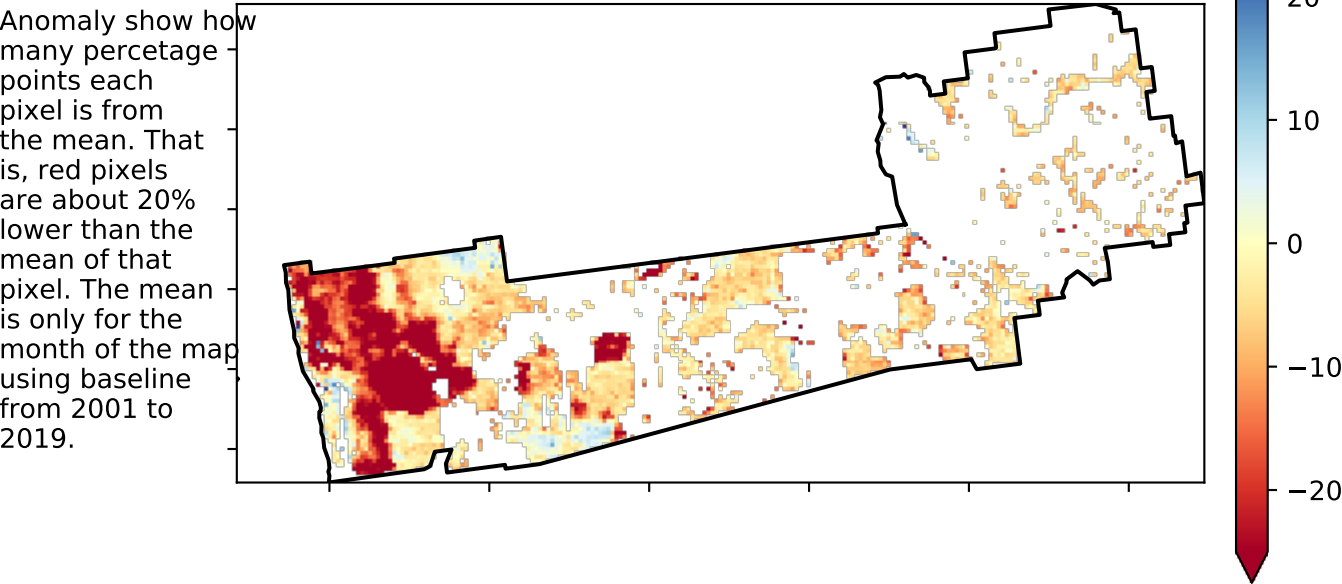 Anomaly show how
many percetage
points each
pixel is from
the mean. That
is, red pixels
are about 20%
lower than the
mean of that
pixel. The mean
is only for the
month of the map
using baseline
from 2001 to
2019.
20
10
0
−10
−20